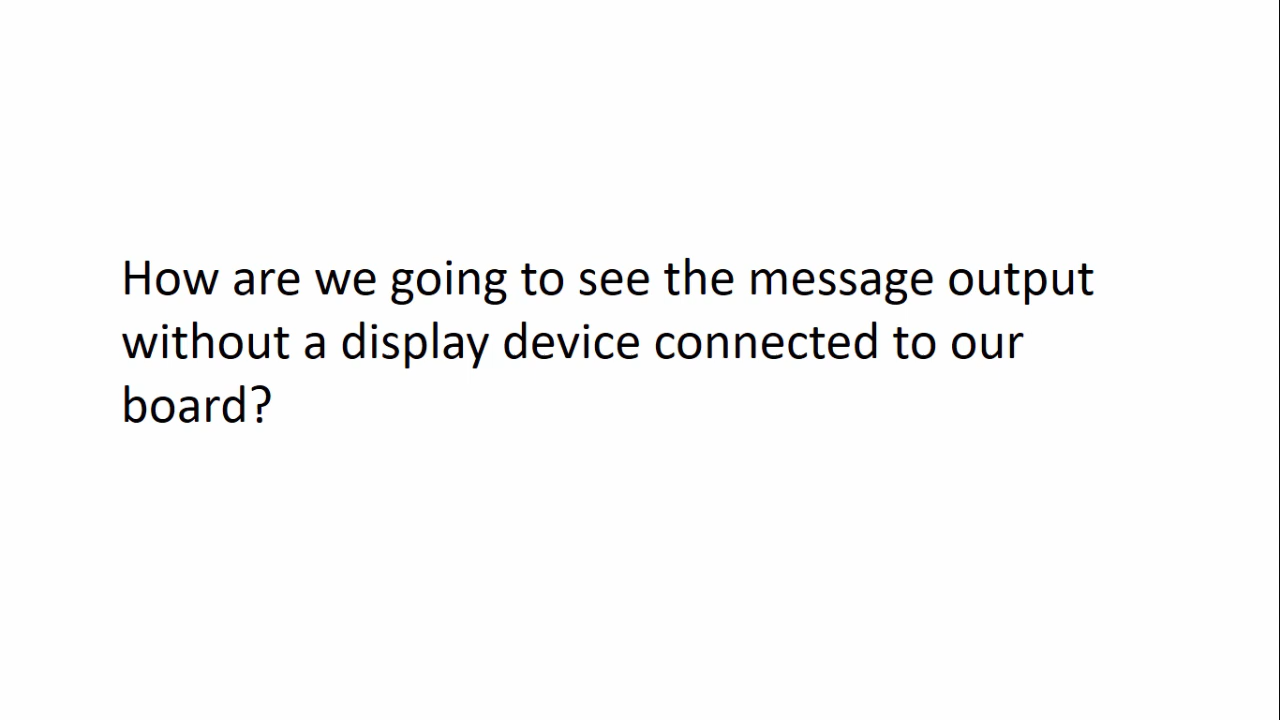 How are we going to see the message output
without a display device connected to our
board?